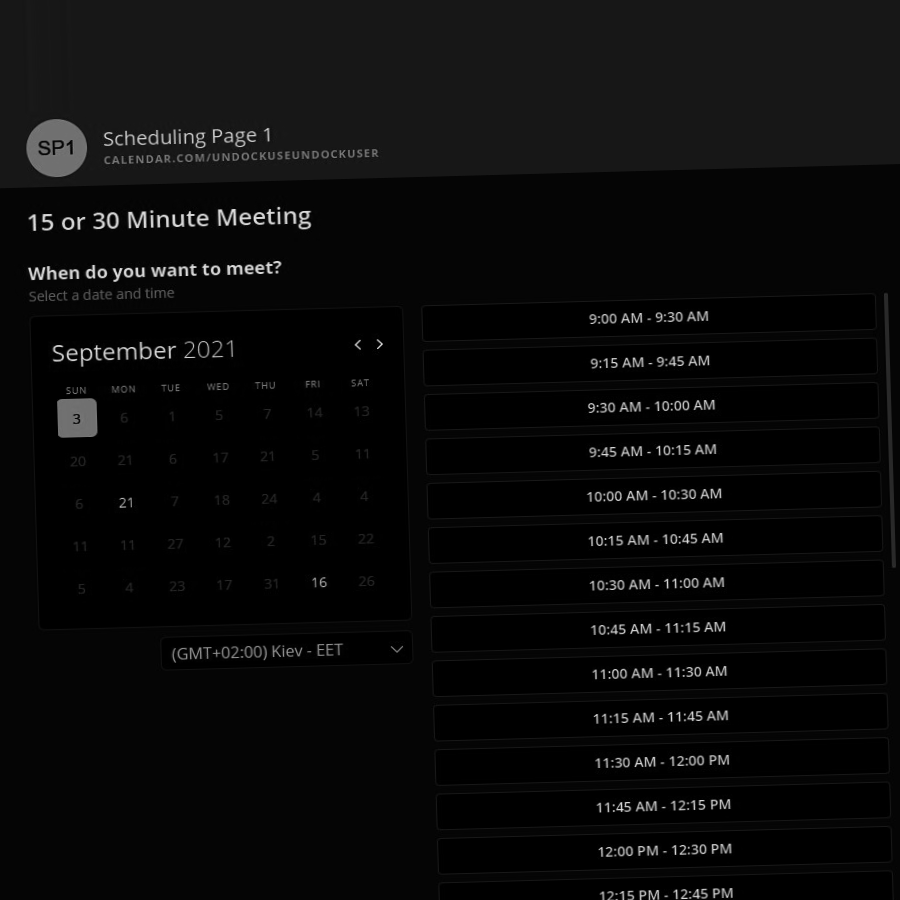 SP1
Scheduling Page 1
CALENDAR.COM/UNDOCKUSEUNDOCKUSER
15 or 30 Minute Meeting
When do you want to meet?
Select a date and time
September 2021
SUN MON TUE WED THU FRI SAT
3 6 1 5 7 14 13
20 21 6 17 21 5 11
6 21 7 18 24 4 4
11 11 27 12 2 15 22
5 4 23 17 31 16 26
(GMT+02:00) Kiev - EET
9:00 AM - 9:30 AM
9:15 AM - 9:45 AM
9:30 AM - 10:00 AM
9:45 AM - 10:15 AM
10:00 AM - 10:30 AM
10:15 AM - 10:45 AM
10:30 AM - 11:00 AM
10:45 AM - 11:15 AM
11:00 AM - 11:30 AM
11:15 AM - 11:45 AM
11:30 AM - 12:00 PM
11:45 AM - 12:15 PM
12:00 PM - 12:30 PM
12:15 PM - 12:45 PM